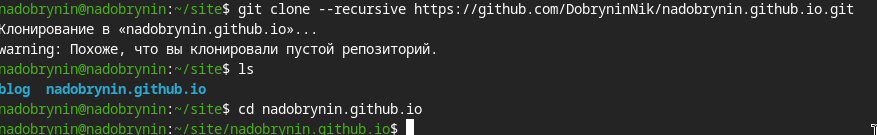 nadobrynin@nadobrynin:~/site$ git clone --recursive https://github.com/DobryninNik/nadobrynin.github.io.git
Клонирование в «nadobrynin.github.io»...
warning: Похоже, что вы клонировали пустой репозиторий.
nadobrynin@nadobrynin:~/site$ ls
blog  nadobrynin.github.io
nadobrynin@nadobrynin:~/site$ cd nadobrynin.github.io
nadobrynin@nadobrynin:~/site/nadobrynin.github.io$